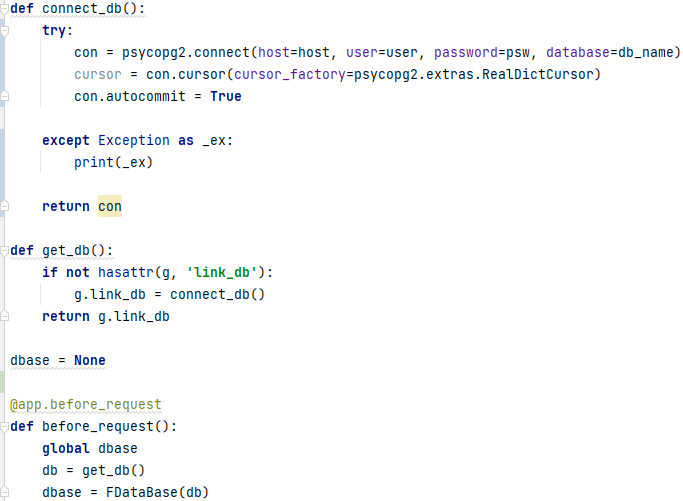 def connect_db():
    try:
        con = psycopg2.connect(host=host, user=user, password=psw, database=db_name)
        cursor = con.cursor(cursor_factory=psycopg2.extras.RealDictCursor)
        con.autocommit = True

    except Exception as _ex:
        print(_ex)

    return con

def get_db():
    if not hasattr(g, 'link_db'):
        g.link_db = connect_db()
    return g.link_db

dbase = None

@app.before_request
def before_request():
    global dbase
    db = get_db()
    dbase = FDataBase(db)